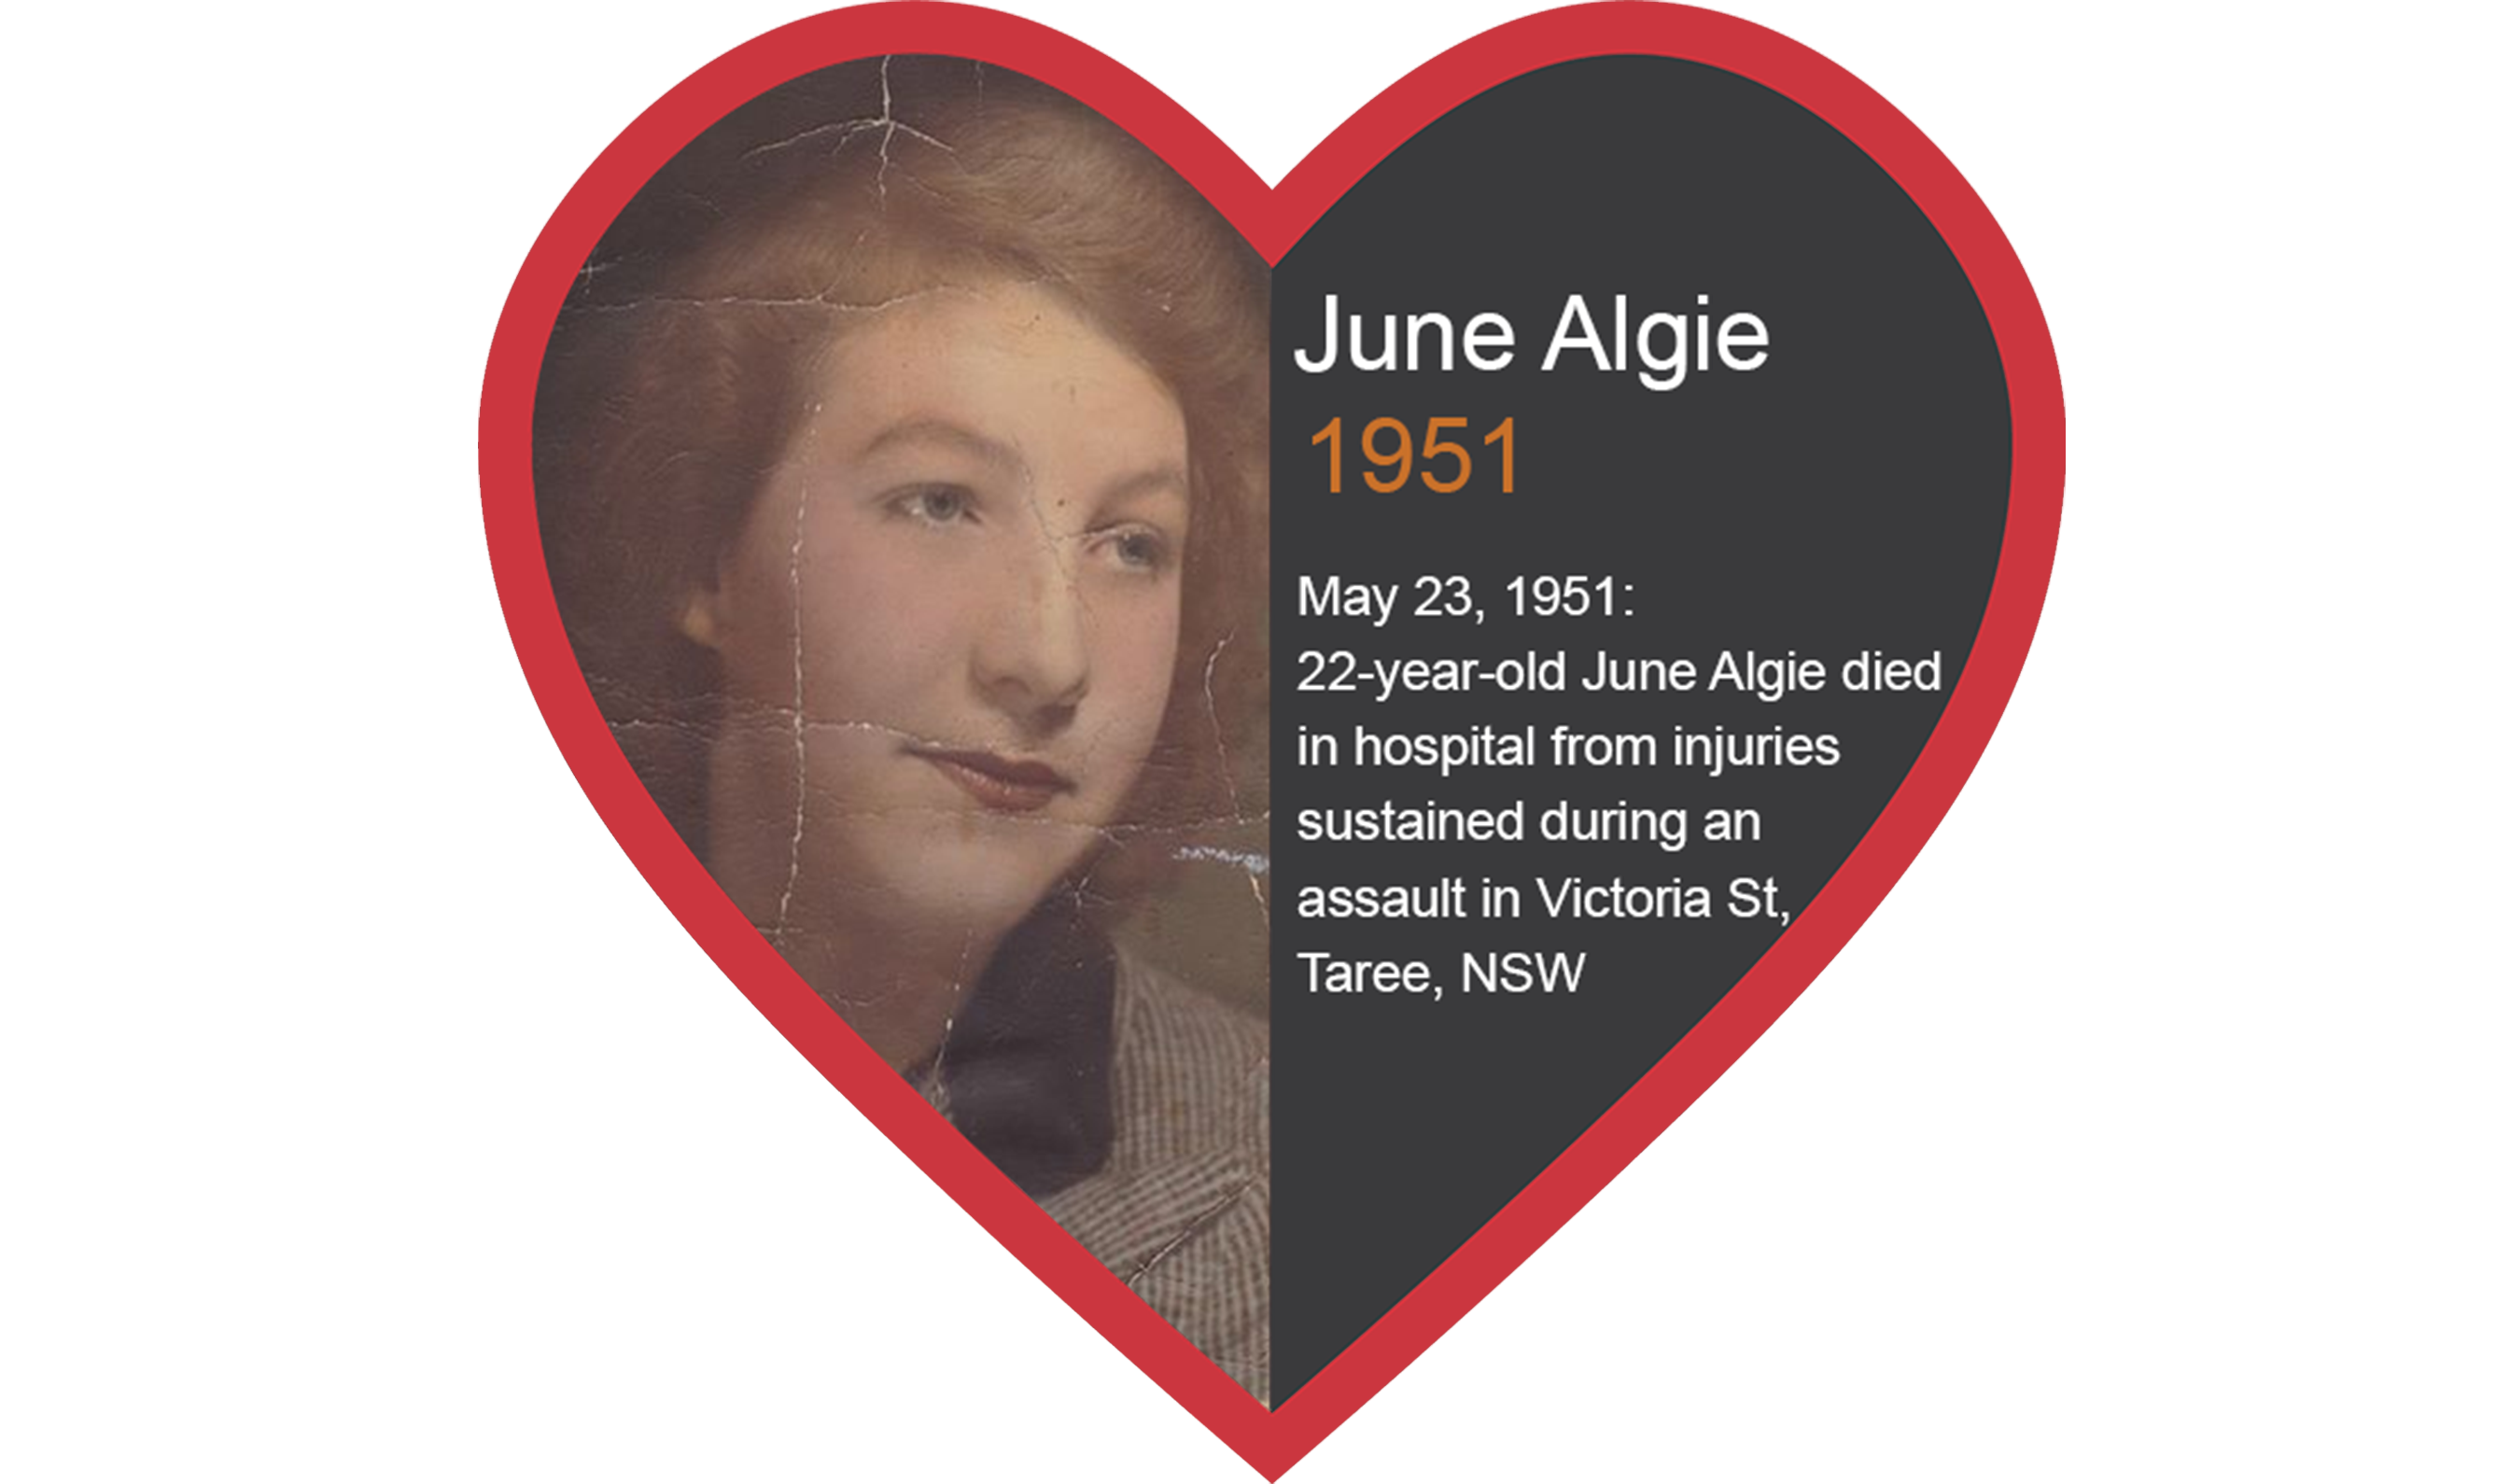 June Algie
1951
May 23, 1951:
22-year-old June Algie died
in hospital from injuries
sustained during an
assault in Victoria St,
Taree, NSW